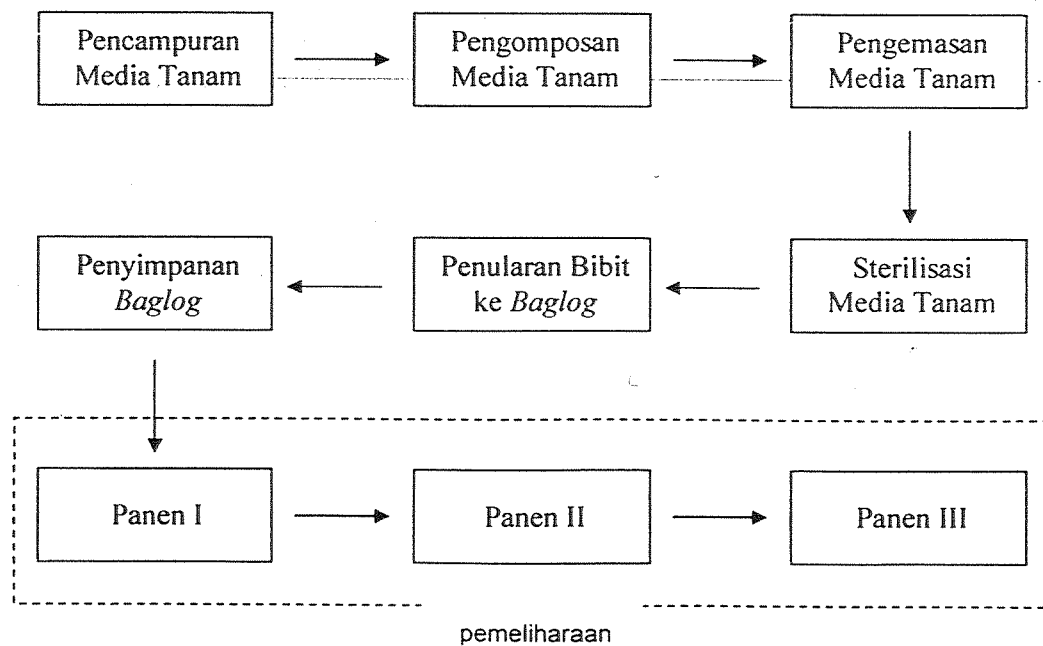 Pencampuran
Media Tanam
Pengomposan
Media Tanam
Pengemasan
Media Tanam
Penyimpanan
Baglog
Penularan Bibit
ke Baglog
Sterilisasi
Media Tanam
Panen I
Panen II
Panen III
pemeliharaan